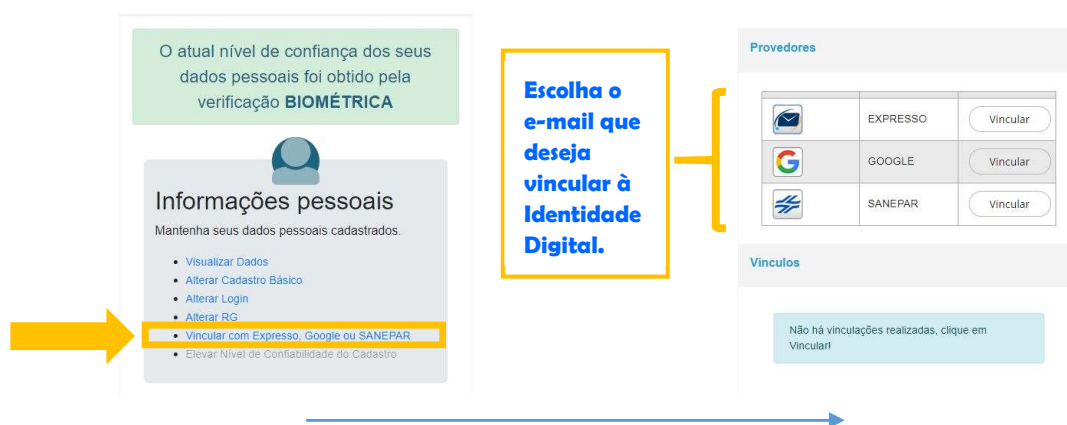 O atual nível de confiança dos seus
dados pessoais foi obtido pela
verificação BIOMÉTRICA
Informações pessoais
Mantenha seus dados pessoais cadastrados.
Visualizar Dados
Alterar Cadastro Básico
Alterar Login
Alterar RG
Vincular com Expresso, Google ou SANEPAR
Elevar Nível de Confiabilidade do Cadastro
Escolha o
e-mail que
deseja
vincular à
Identidade
Digital.
Provedores
EXPRESSO Vincular
GOOGLE Vincular
SANEPAR Vincular
Vinculos
Não há vinculações realizadas, clique em
Vincular!